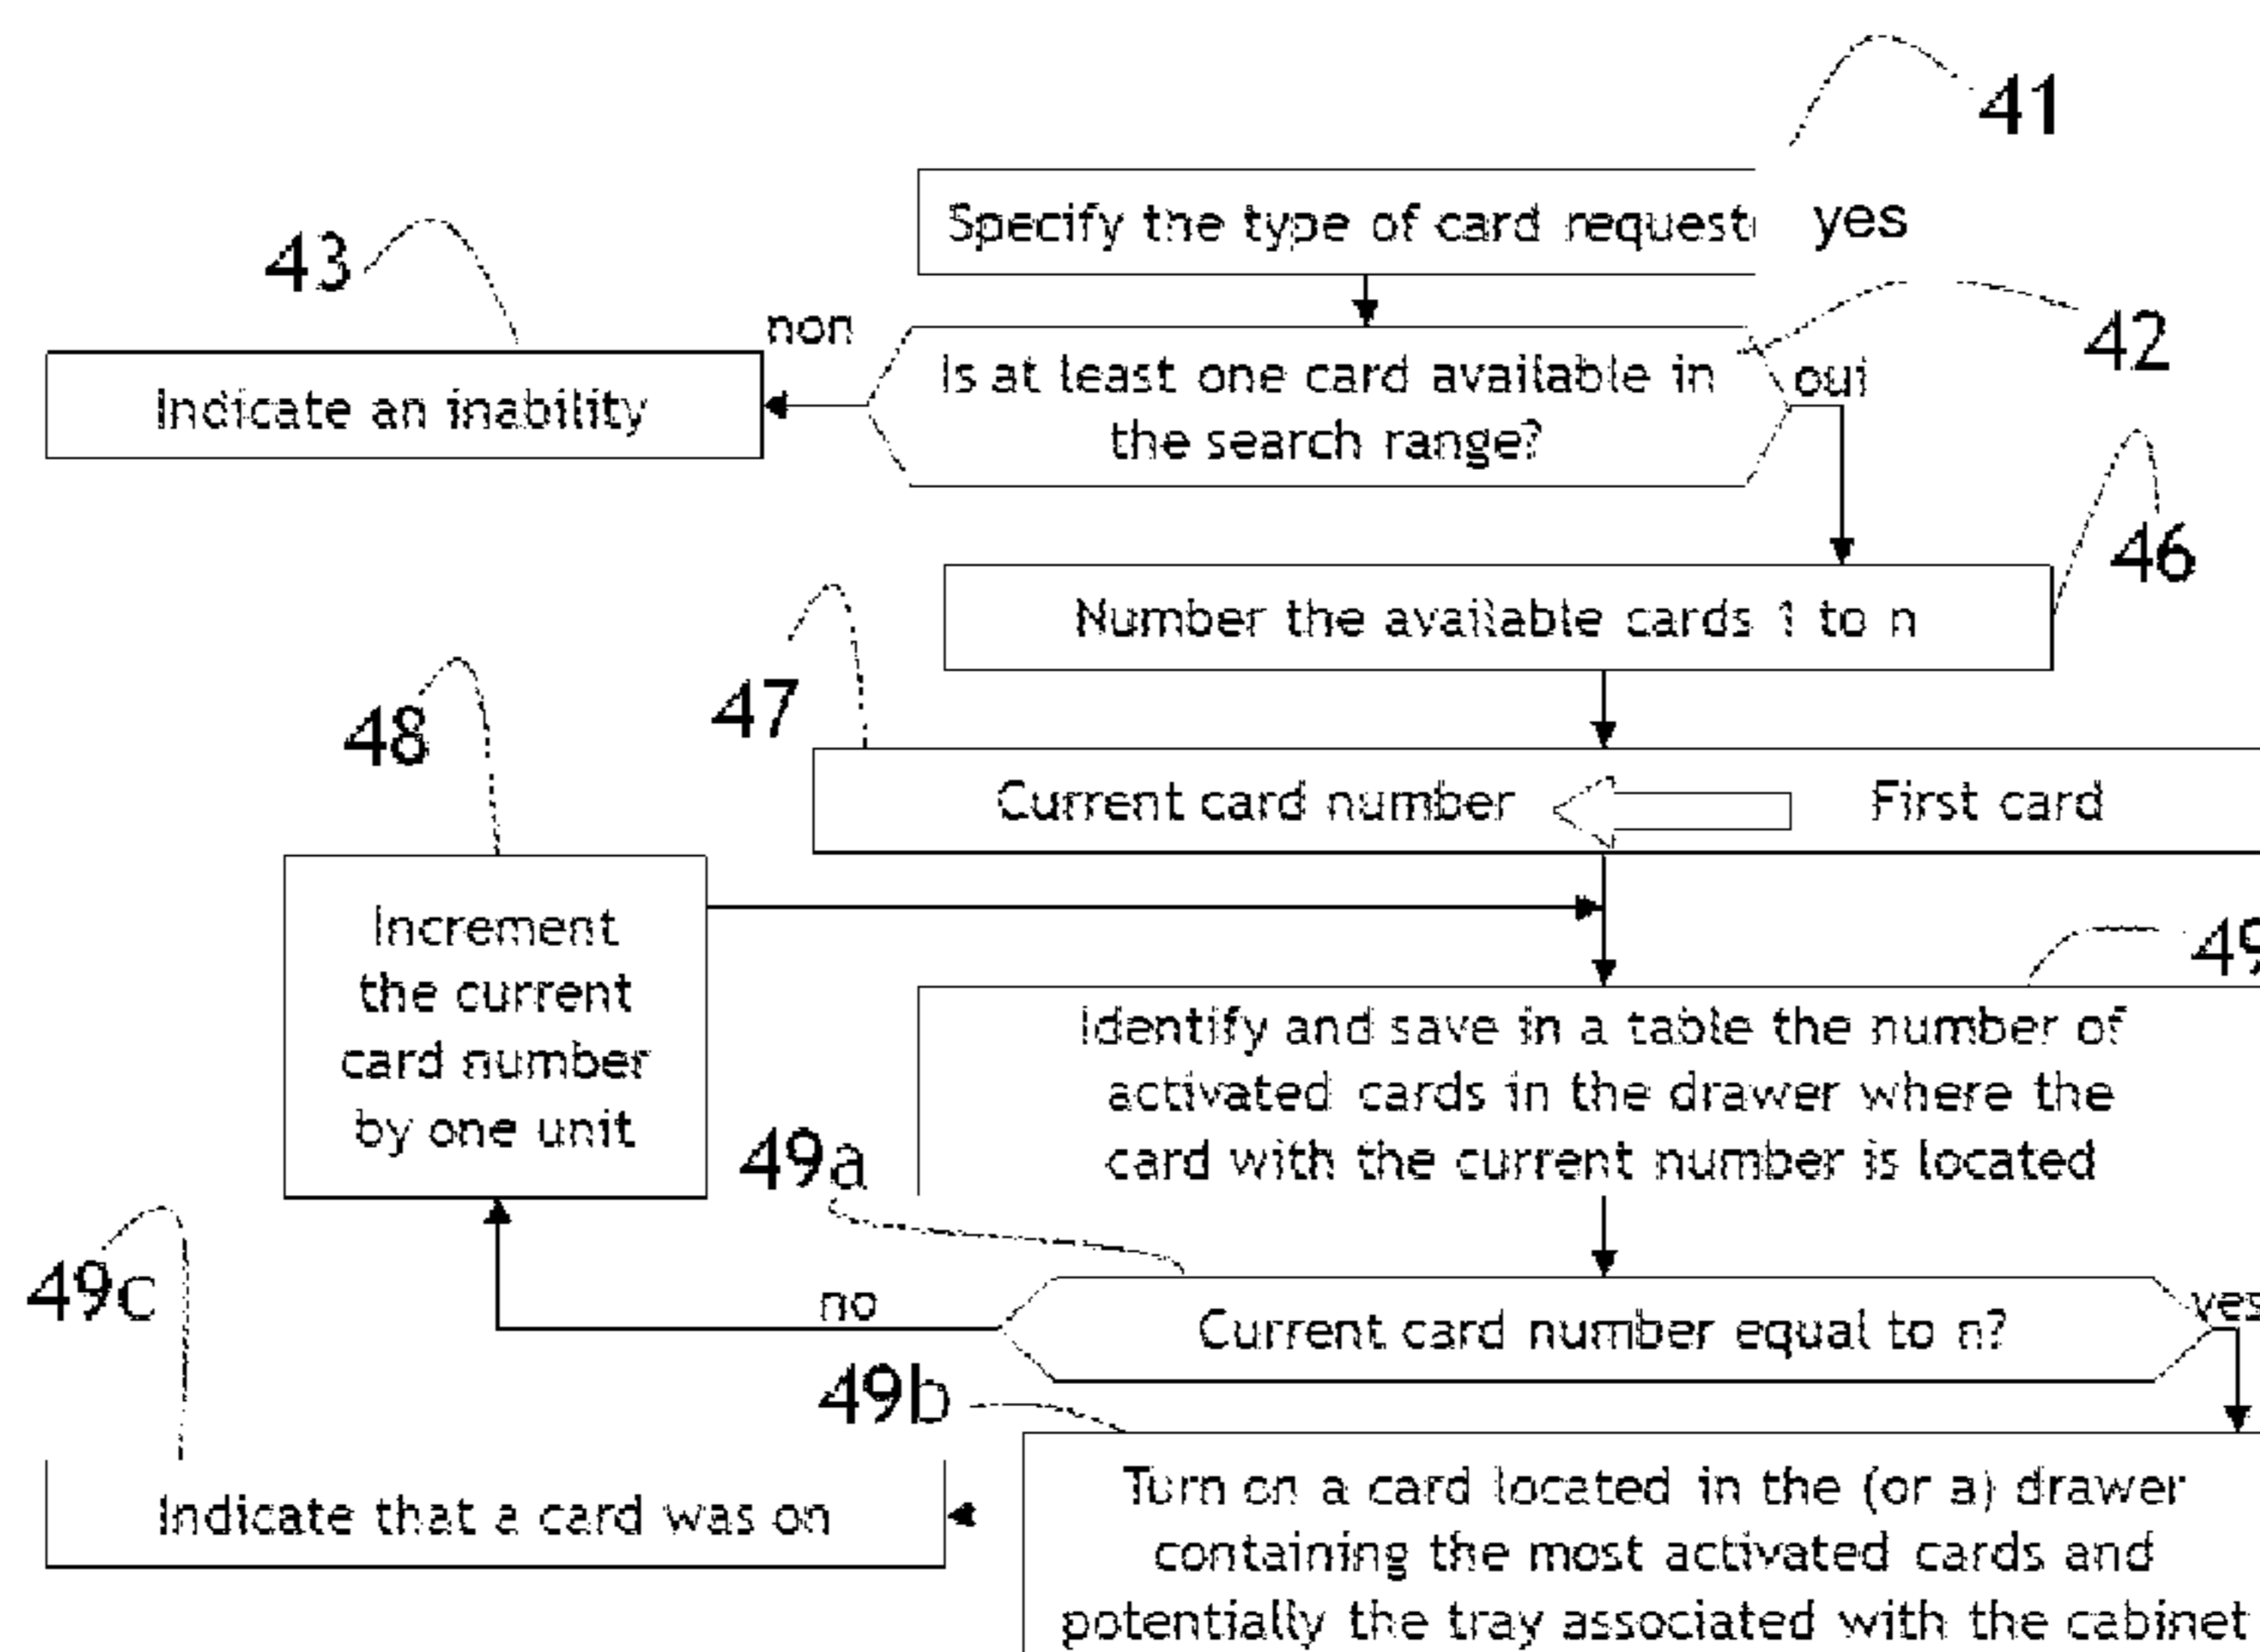 41
Specify the type of card request
yes
43
non
42
Is at least one card available in
the search range?
oui
Indicate an inability
46
Number the available cards 1 to n
47
48
Current card number
First card
Increment
the current
card number
by one unit
49
Identify and save in a table the number of
activated cards in the drawer where the
card with the current number is located
49a
49c
no
Current card number equal to n?
yes
49b
Turn on a card located in the (or a) drawer
containing the most activated cards and
potentially the tray associated with the cabinet
Indicate that a card was on